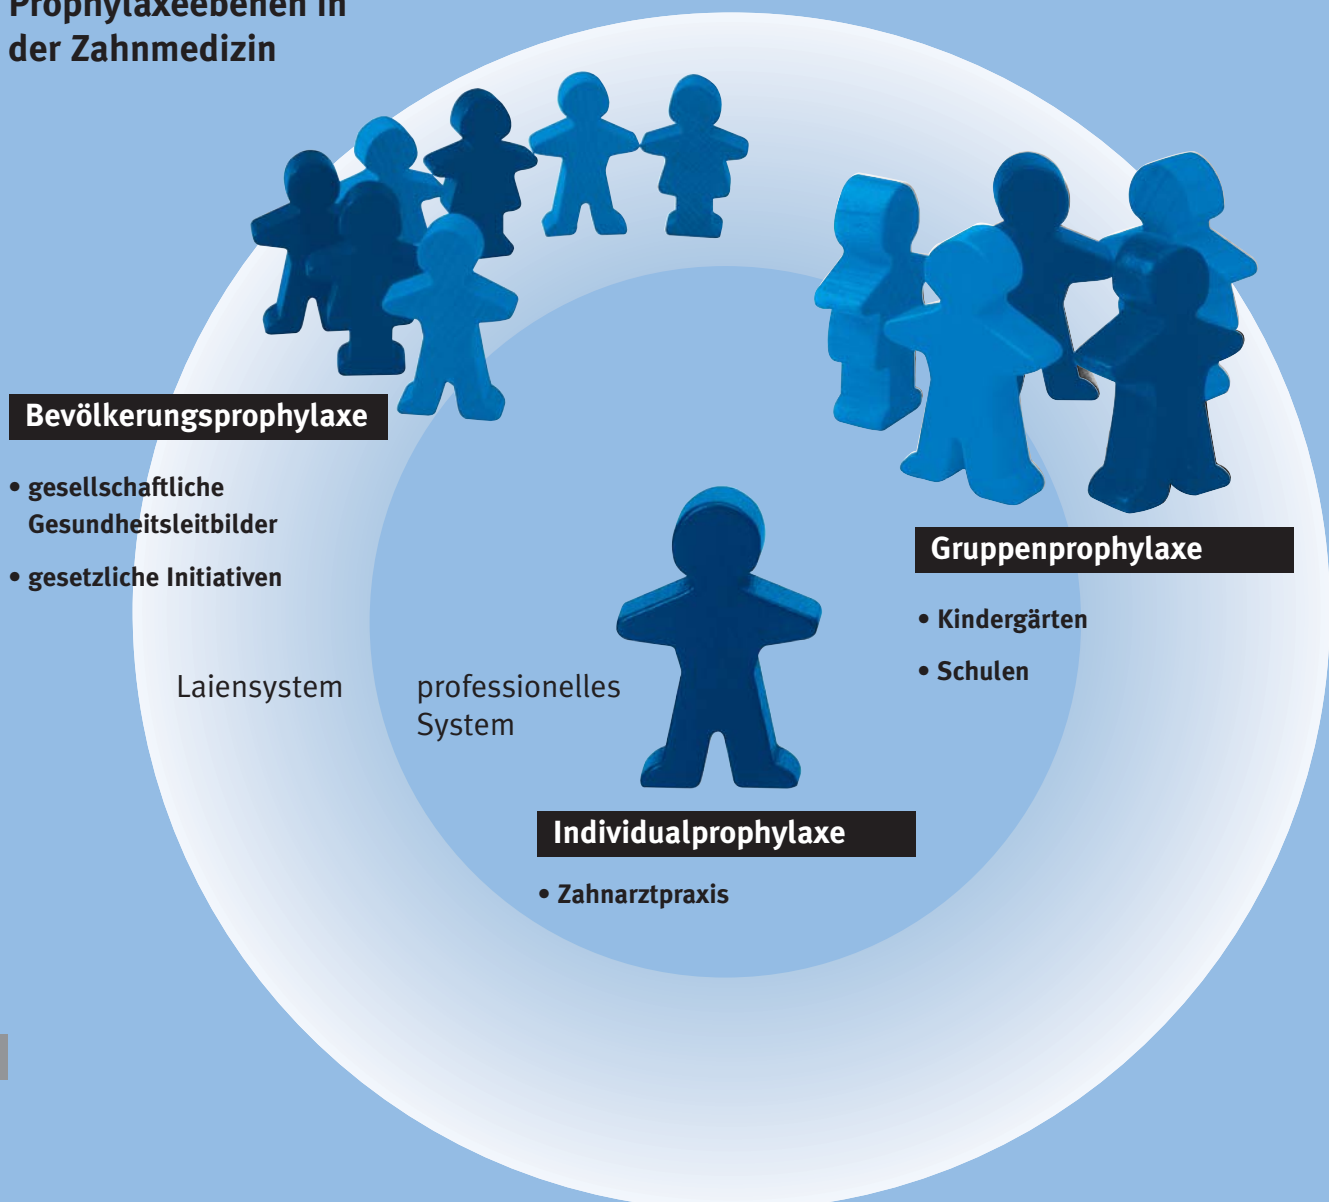 Prophylaxeebenen in
der Zahnmedizin
Bevölkerungsprophylaxe
• gesellschaftliche
Gesundheitsleitbilder
• gesetzliche Initiativen
Laiensystem
professionelles
System
Gruppenprophylaxe
• Kindergärten
• Schulen
Individualprophylaxe
• Zahnarztpraxis